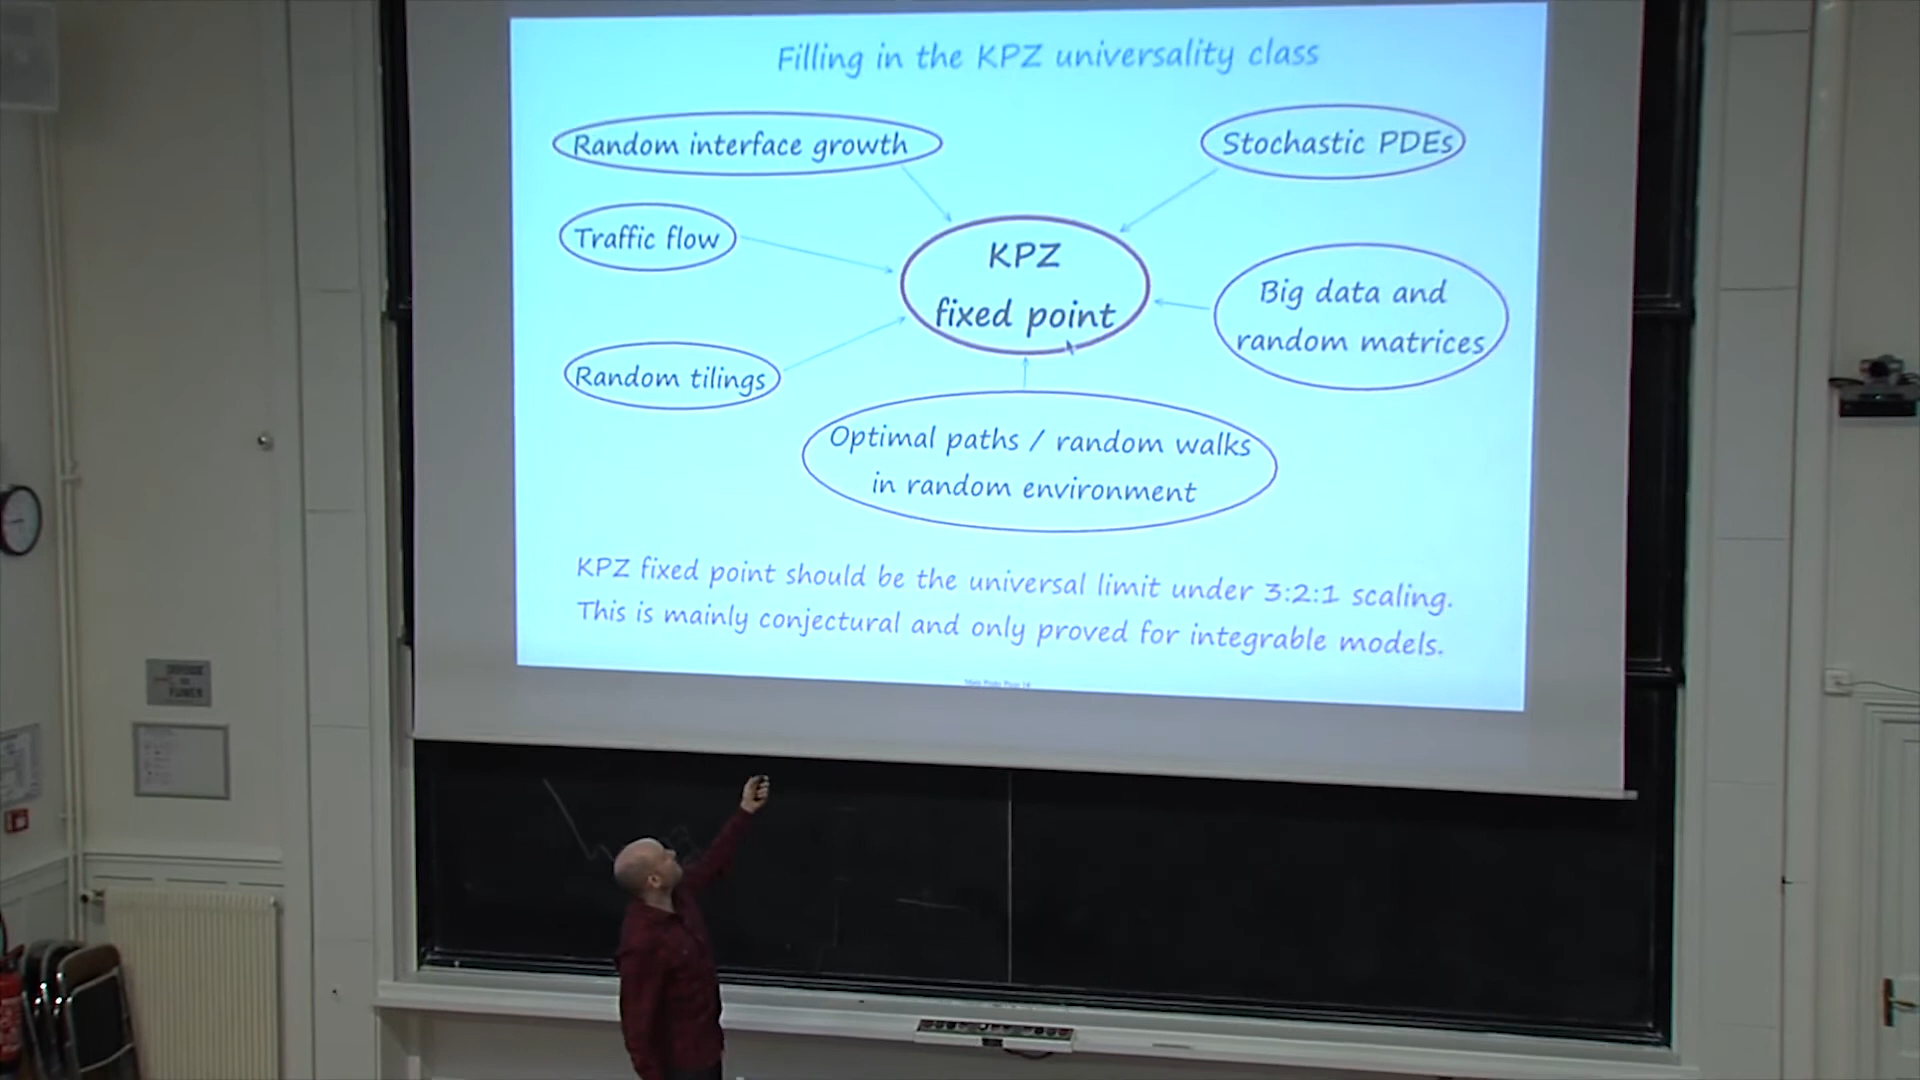 Filling in the KPZ universality class
Random interface growth
Stochastic PDEs
Traffic flow
KPZ
fixed point
Big data and
random matrices
Random tilings
Optimal paths / random walks
in random environment
KPZ fixed point should be the universal limit under 3:2:1 scaling.
This is mainly conjectural and only proved for integrable models.